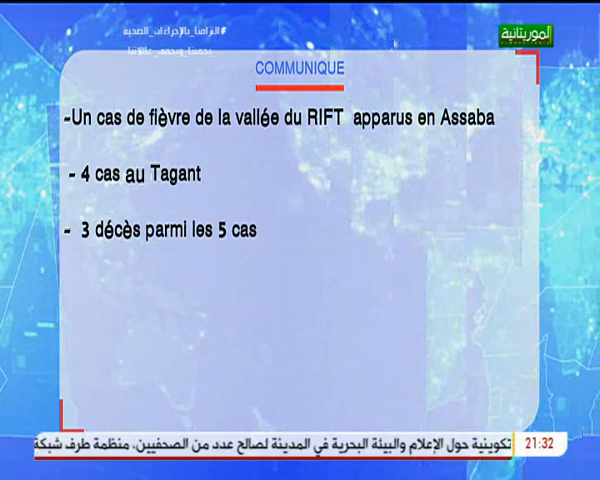 #التزامنا_بالإجراءات_الصحية
_يحمينا_ويحمي_عائلاتنا
الموريتانية
COMMUNIQUE
-Un cas de fièvre de la vallée du RIFT apparus en Assaba
- 4 cas au Tagant
- 3 décès parmi les 5 cas
تكوينية حول الإعلام والبيئة البحرية في المدينة لصالح عدد من الصحفيين، منظمة طرف شبكة
21:32